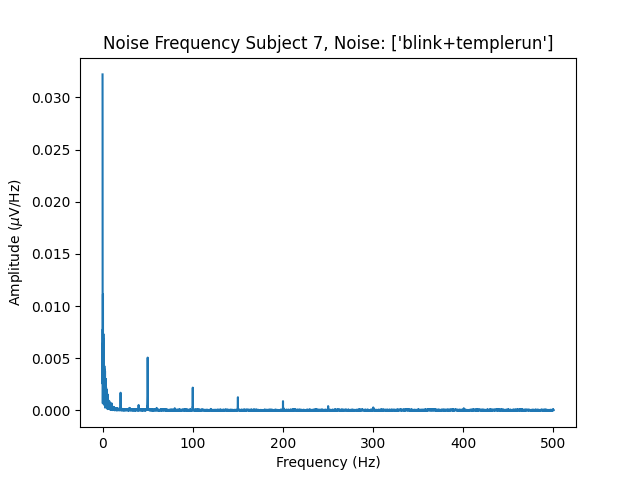 Noise Frequency Subject 7, Noise: ['blink+templerun']
Amplitude (μV/Hz)
0.030
0.025
0.020
0.015
0.010
0.005
0.000
0 100 200 300 400 500
Frequency (Hz)